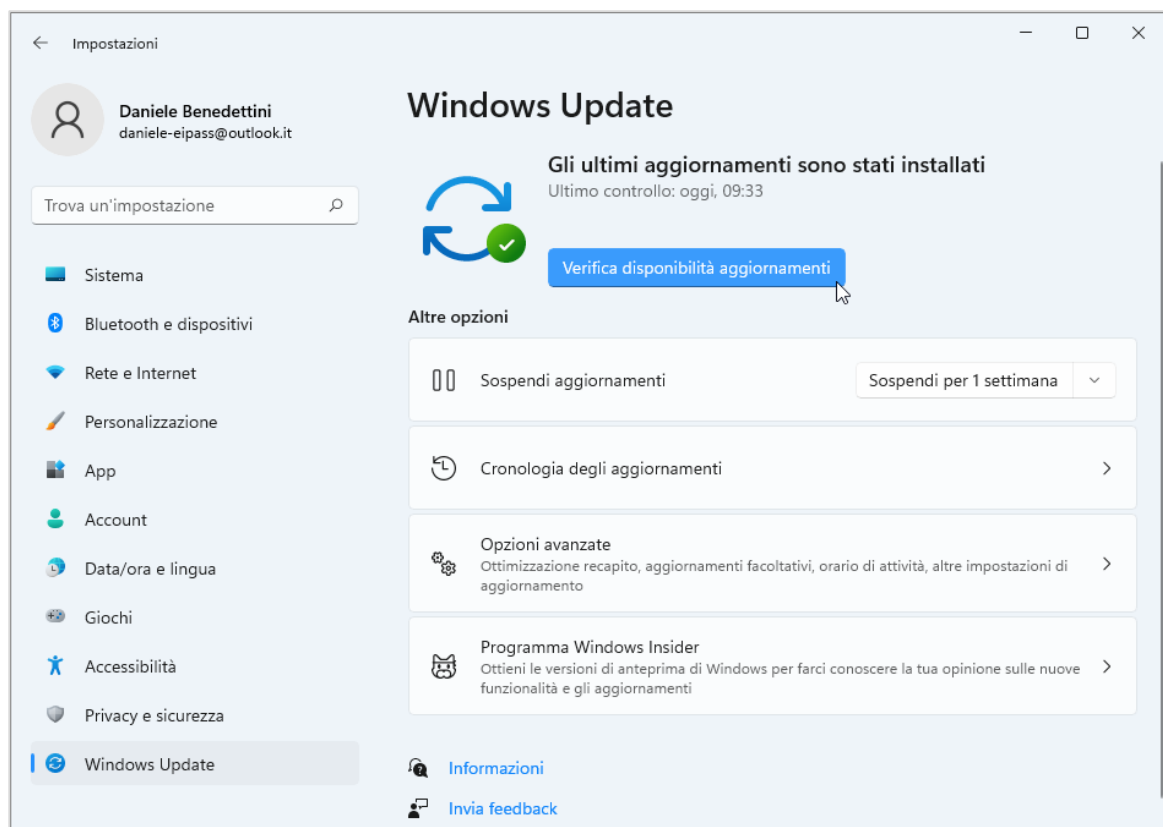 Impostazioni
Daniele Benedettini
daniele-eipass@outlook.it
Trova un'impostazione
Sistema
Bluetooth e dispositivi
Rete e Internet
Personalizzazione
App
Account
Data/ora e lingua
Giochi
Accessibilità
Privacy e sicurezza
Windows Update
Windows Update
Gli ultimi aggiornamenti sono stati installati
Ultimo controllo: oggi, 09:33
Verifica disponibilità aggiornamenti
Altre opzioni
Sospendi aggiornamenti
Sospendi per 1 settimana
Cronologia degli aggiornamenti
Opzioni avanzate
Ottimizzazione recapito, aggiornamenti facoltativi, orario di attività, altre impostazioni di
aggiornamento
Programma Windows Insider
Ottieni le versioni di anteprima di Windows per farci conoscere la tua opinione sulle nuove
funzionalità e gli aggiornamenti
Informazioni
Invia feedback